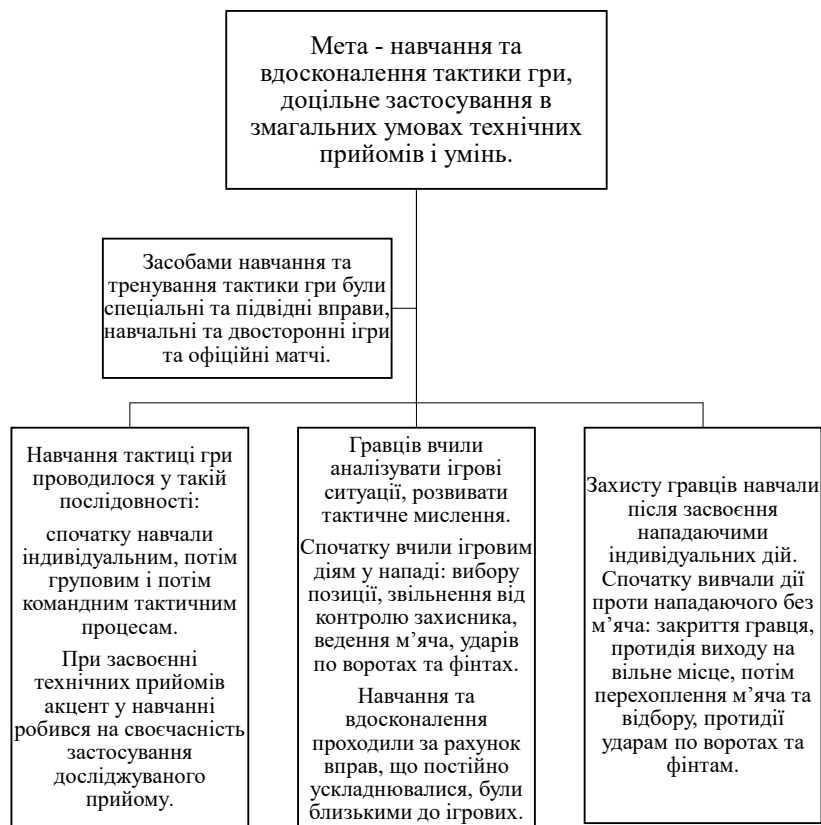 Мета - навчання та
вдосконалення тактики гри,
доцільне застосування в
змагальних умовах технічних
прийомів і умінь.
Засобами навчання та
тренування тактики гри були
спеціальні та підвідні вправи,
навчальні та двосторонні ігри
та офіційні матчі.
Навчання тактиці гри
проводилося у такій
послідовності:
спочатку навчали
індивідуальним, потім
груповим і потім
командним тактичним
процесам.
При засвоєнні
технічних прийомів
акцент у навчанні
робився на своєчасність
застосування
досліджуваного
прийому.
Гравців вчили
аналізувати ігрові
ситуації, розвивати
тактичне мислення.
Спочатку вчили ігровим
діям у нападі: вибору
позиції, звільнення від
контролю захисника,
ведення м’яча, ударів
по воротах та фінтах.
Навчання та
вдосконалення
проходили за рахунок
вправ, що постійно
ускладнювалися, були
близькими до ігрових.
Захисту гравців навчали
після засвоєння
нападаючими
індивідуальних дій.
Спочатку вивчали дії
проти нападаючого без
м’яча: закриття гравця,
протидія виходу на
вільне місце, потім
перехоплення м’яча та
відбору, протидії
ударам по воротах та
фінтам.